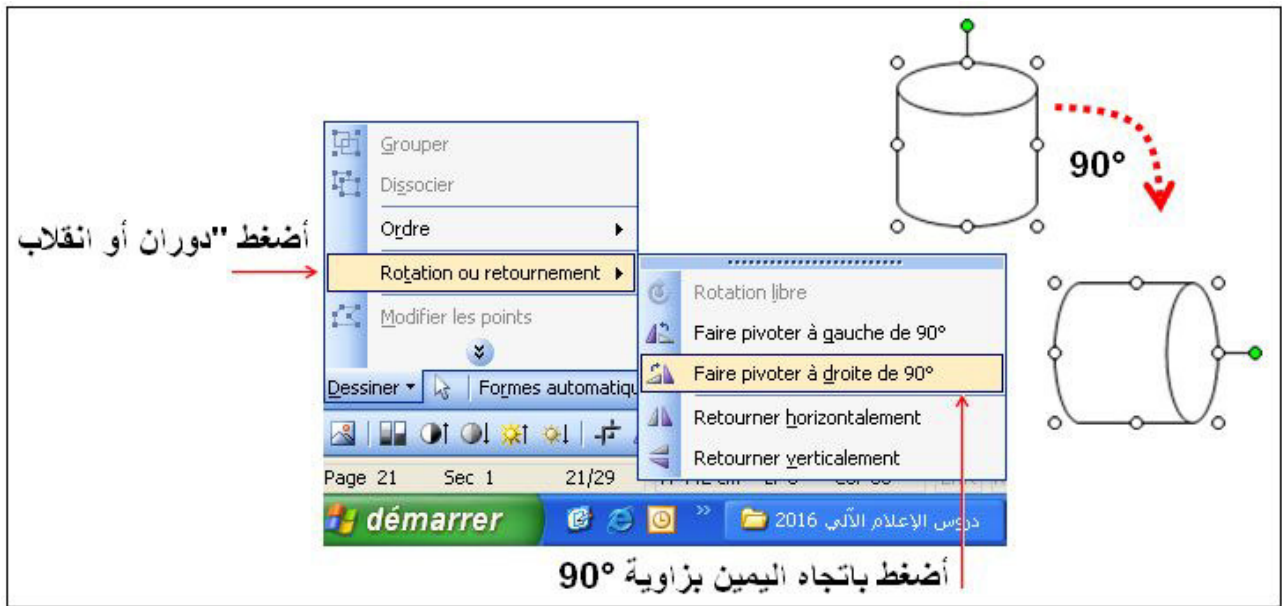 90°
Grouper
Dissocier
Ordre
أضغط "دوران أو انقلاب
Rotation ou retournement
Modifier les points
Rotation libre
Faire pivoter à gauche de 90°
Faire pivoter à droite de 90°
Retourner horizontalement
Retourner verticalement
Dessiner
Formes automatiqu
Page 21 Sec 1 21/29
démarrer
دروس الإعلام الآلي 2016
أضغط باتجاه اليمين بزاوية 90°